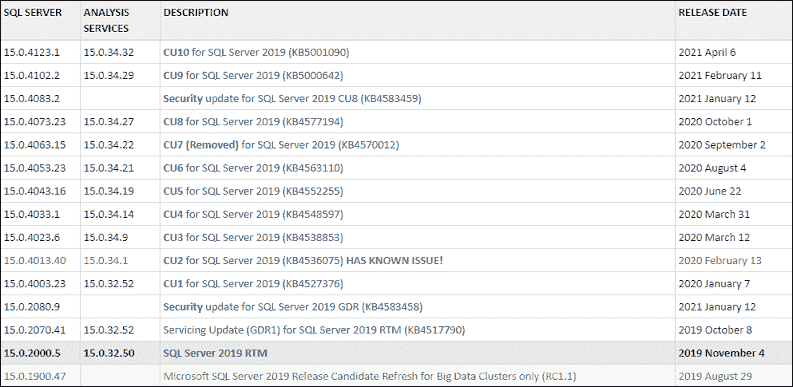 SQL SERVER ANALYSIS SERVICES DESCRIPTION RELEASE DATE
15.0.4123.1 15.0.34.32 CU10 for SQL Server 2019 (KB5001090) 2021 April 6
15.0.4102.2 15.0.34.29 CU9 for SQL Server 2019 (KB5000642) 2021 February 11
15.0.4083.2 Security update for SQL Server 2019 CU8 (KB4583459) 2021 January 12
15.0.4073.23 15.0.34.27 CU8 for SQL Server 2019 (KB4577194) 2020 October 1
15.0.4063.15 15.0.34.22 CU7 (Removed) for SQL Server 2019 (KB4570012) 2020 September 2
15.0.4053.23 15.0.34.21 CU6 for SQL Server 2019 (KB4563110) 2020 August 4
15.0.4043.16 15.0.34.19 CU5 for SQL Server 2019 (KB4552255) 2020 June 22
15.0.4033.1 15.0.34.14 CU4 for SQL Server 2019 (KB4548597) 2020 March 31
15.0.4023.6 15.0.34.9 CU3 for SQL Server 2019 (KB4538853) 2020 March 12
15.0.4013.40 15.0.34.1 CU2 for SQL Server 2019 (KB4536075) HAS KNOWN ISSUE! 2020 February 13
15.0.4003.23 15.0.32.52 CU1 for SQL Server 2019 (KB4527376) 2020 January 7
15.0.2080.9 Security update for SQL Server 2019 GDR (KB4583458) 2021 January 12
15.0.2070.41 15.0.32.52 Servicing Update (GDR1) for SQL Server 2019 RTM (KB4517790) 2019 October 8
15.0.2000.5 15.0.32.50 SQL Server 2019 RTM 2019 November 4
15.0.1900.47 Microsoft SQL Server 2019 Release Candidate Refresh for Big Data Clusters only (RC1.1) 2019 August 29